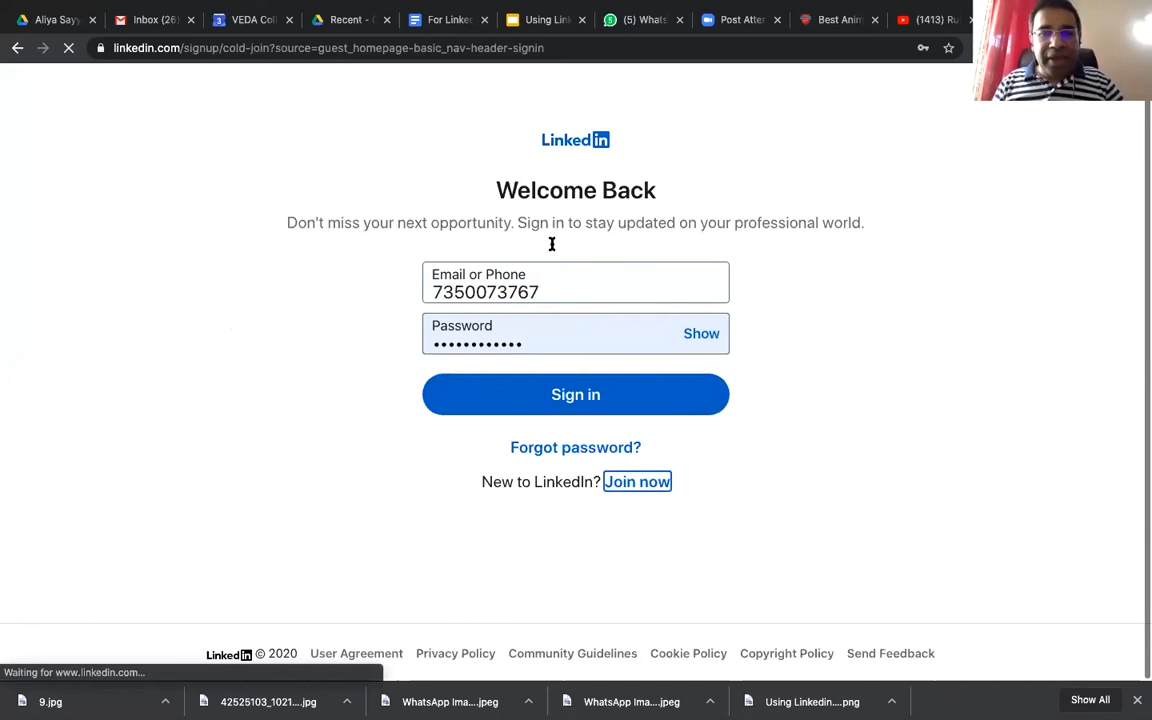 Aliya Sayy
Inbox (26)
VEDA Coll
Recent -
For Linke
Using Link
(5) Whats
Post Atter
Best Anim
(1413) Ru
linkedin.com/signup/cold-join?source=guest_homepage-basic_nav-header-signin
Linked in
Welcome Back
Don't miss your next opportunity. Sign in to stay updated on your professional world.
Email or Phone
7350073767
Password
Show
Sign in
Forgot password?
New to LinkedIn? Join now
Linked in © 2020 User Agreement Privacy Policy Community Guidelines Cookie Policy Copyright Policy Send Feedback
Waiting for www.linkedin.com...
9.jpg
42525103_1021....jpg
WhatsApp Ima....jpeg
WhatsApp Ima....jpeg
Using Linkedin....png
Show All